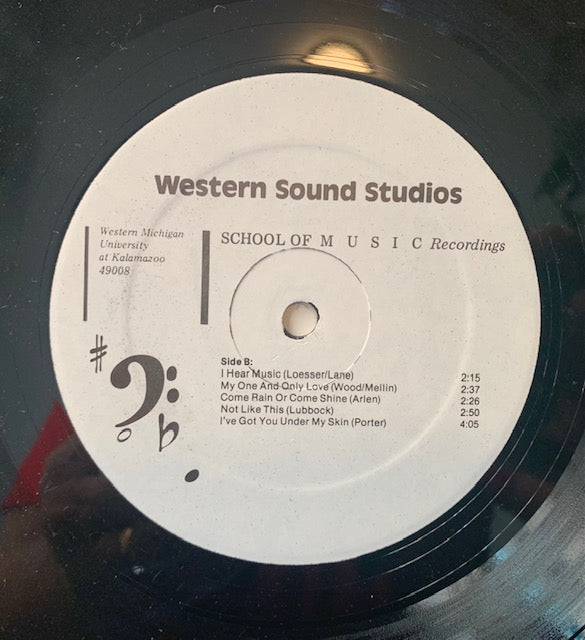 Western Sound Studios
Western Michigan
University
at Kalamazoo
49008
SCHOOL OF M U S I C Recordings
Side B:
I Hear Music (Loesser/Lane) 2:15
My One And Only Love (Wood/Mellin) 2:37
Come Rain Or Come Shine (Arlen) 2:26
Not Like This (Lubbock) 2:50
I've Got You Under My Skin (Porter) 4:05